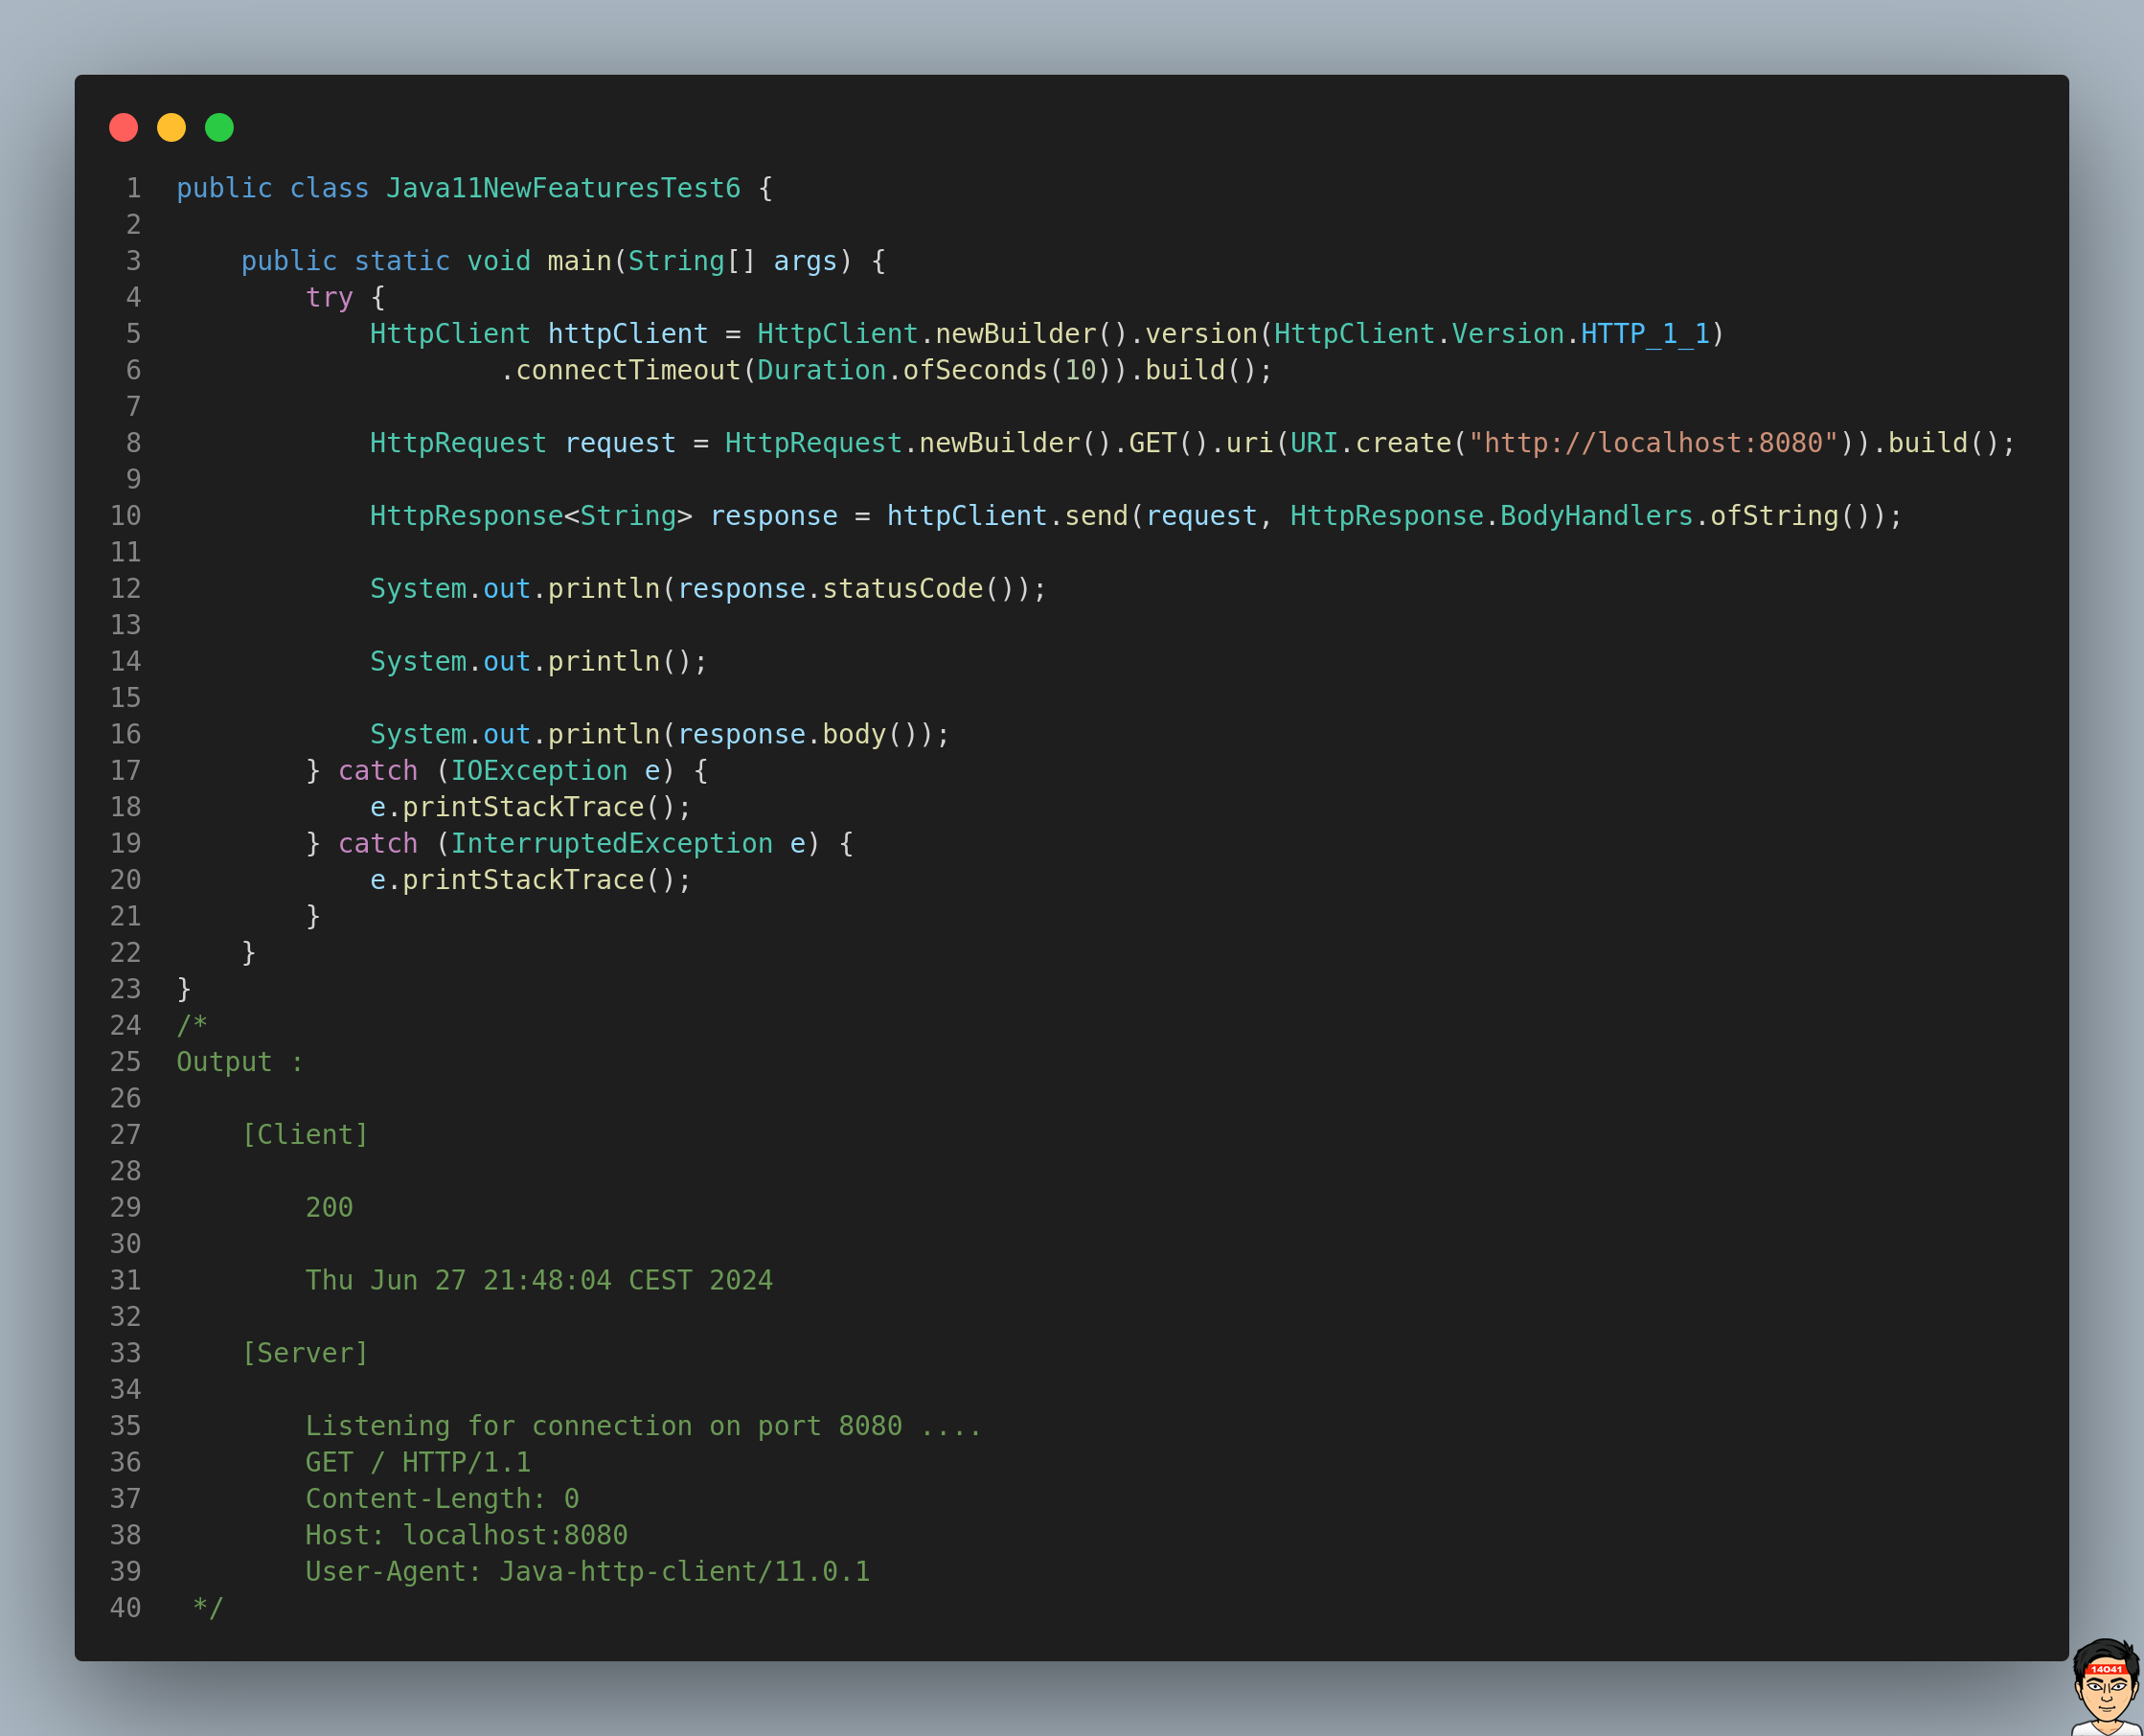 1 public class Java11NewFeaturesTest6 {
2
3     public static void main(String[] args) {
4         try {
5             HttpClient httpClient = HttpClient.newBuilder().version(HttpClient.Version.HTTP_1_1)
6                     .connectTimeout(Duration.ofSeconds(10)).build();
7
8             HttpRequest request = HttpRequest.newBuilder().GET().uri(URI.create("http://localhost:8080")).build();
9
10             HttpResponse<String> response = httpClient.send(request, HttpResponse.BodyHandlers.ofString());
11
12             System.out.println(response.statusCode());
13
14             System.out.println();
15
16             System.out.println(response.body());
17         } catch (IOException e) {
18             e.printStackTrace();
19         } catch (InterruptedException e) {
20             e.printStackTrace();
21         }
22     }
23 }
24 /*
25 Output :
26
27     [Client]
28
29         200
30
31         Thu Jun 27 21:48:04 CEST 2024
32
33     [Server]
34
35         Listening for connection on port 8080 ....
36         GET / HTTP/1.1
37         Content-Length: 0
38         Host: localhost:8080
39         User-Agent: Java-http-client/11.0.1
40  */
14041